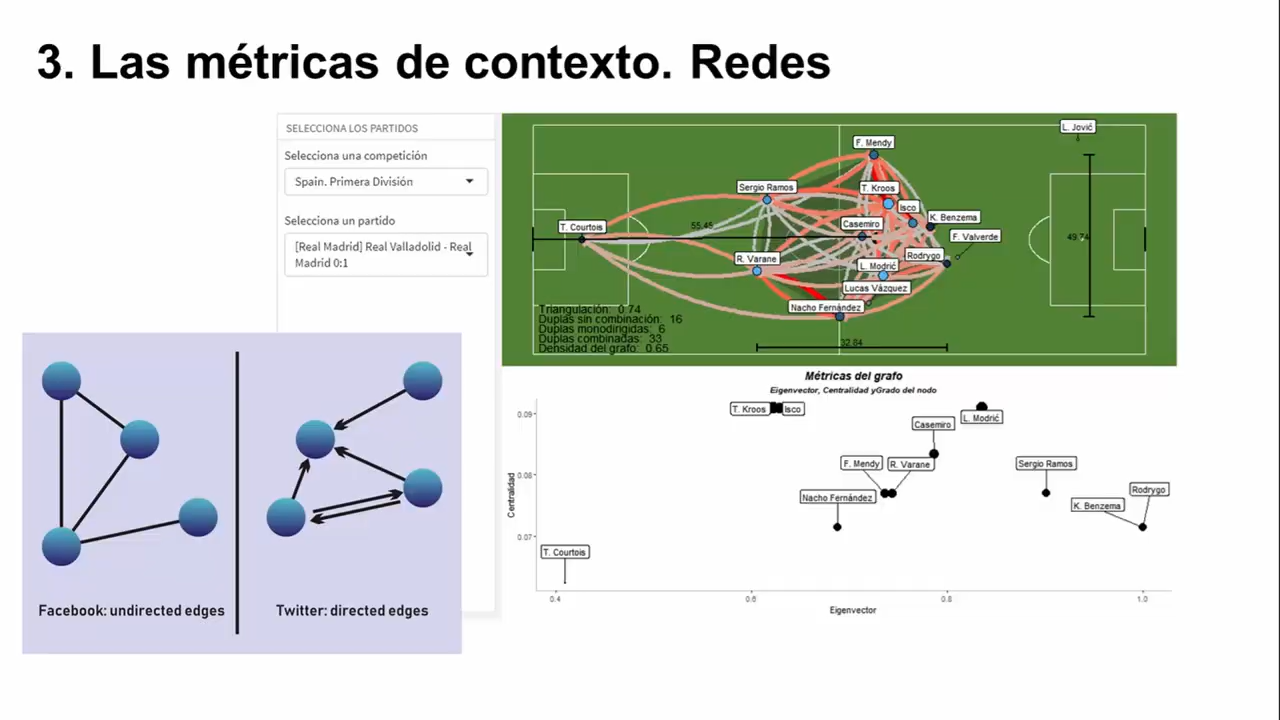 3. Las métricas de contexto. Redes
SELECCIONA LOS PARTIDOS
Selecciona una competición
Spain. Primera División
Selecciona un partido
[Real Madrid] Real Valladolid - Real
Madrid 0:1
L. Jović
F. Mendy
Sergio Ramos
T. Kroos
Isco
K. Benzema
T. Courtois
55.45
Casemiro
F. Valverde
49.74
R. Varane
L. Modrić
Rodrygo
Lucas Vázquez
Nacho Fernández
Triangulación: 0.74
Duplas sin combinación: 16
Duplas monodirigidas: 6
Duplas combinadas: 33
Densidad del grafo: 0.65
32.84
Métricas del grafo
Eigenvector, Centralidad yGrado del nodo
0.09
0.08
0.07
Centralidad
T. Kroos
Isco
L. Modrić
Casemiro
F. Mendy
R. Varane
Sergio Ramos
Nacho Fernández
K. Benzema
Rodrygo
T. Courtois
0.4
0.6
0.8
1.0
Eigenvector
Facebook: undirected edges
Twitter: directed edges